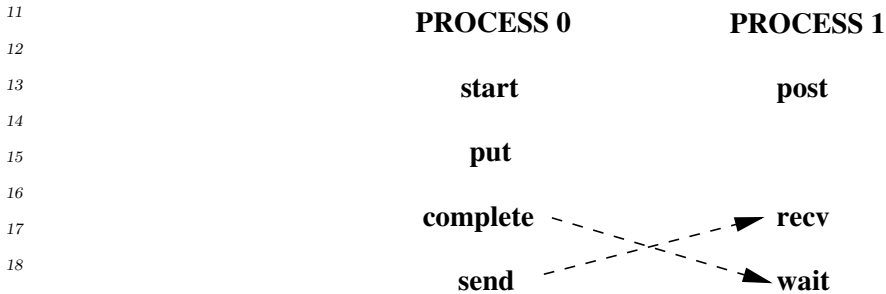 11 PROCESS 0 PROCESS 1
12
13 start post
14
15 put
16
17 complete recv
18 send wait